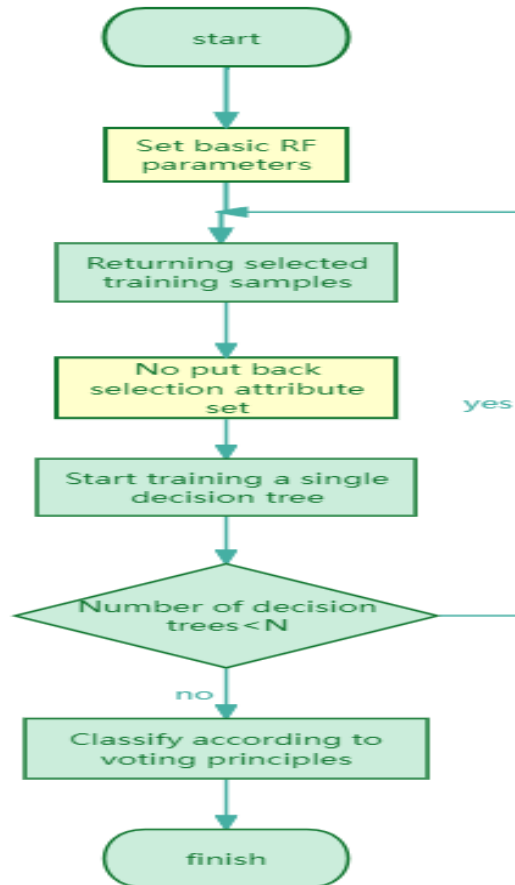 start
Set basic RF
parameters
Returning selected
training samples
No put back
selection attribute
set
yes
Start training a single
decision tree
Number of decision
trees<N
no
Classify according to
voting principles
finish